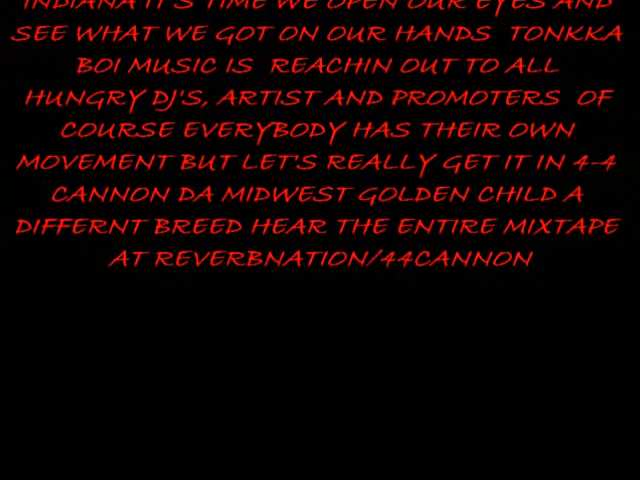 INDIANA IT'S TIME WE OPEN OUR EYES AND
SEE WHAT WE GOT ON OUR HANDS TONKKA
BOI MUSIC IS REACHIN OUT TO ALL
HUNGRY DJ'S, ARTIST AND PROMOTERS OF
COURSE EVERYBODY HAS THEIR OWN
MOVEMENT BUT LET'S REALLY GET IT IN 4-4
CANNON DA MIDWEST GOLDEN CHILD A
DIFFERNT BREED HEAR THE ENTIRE MIXTAPE
AT REVERBNATION/44CANNON